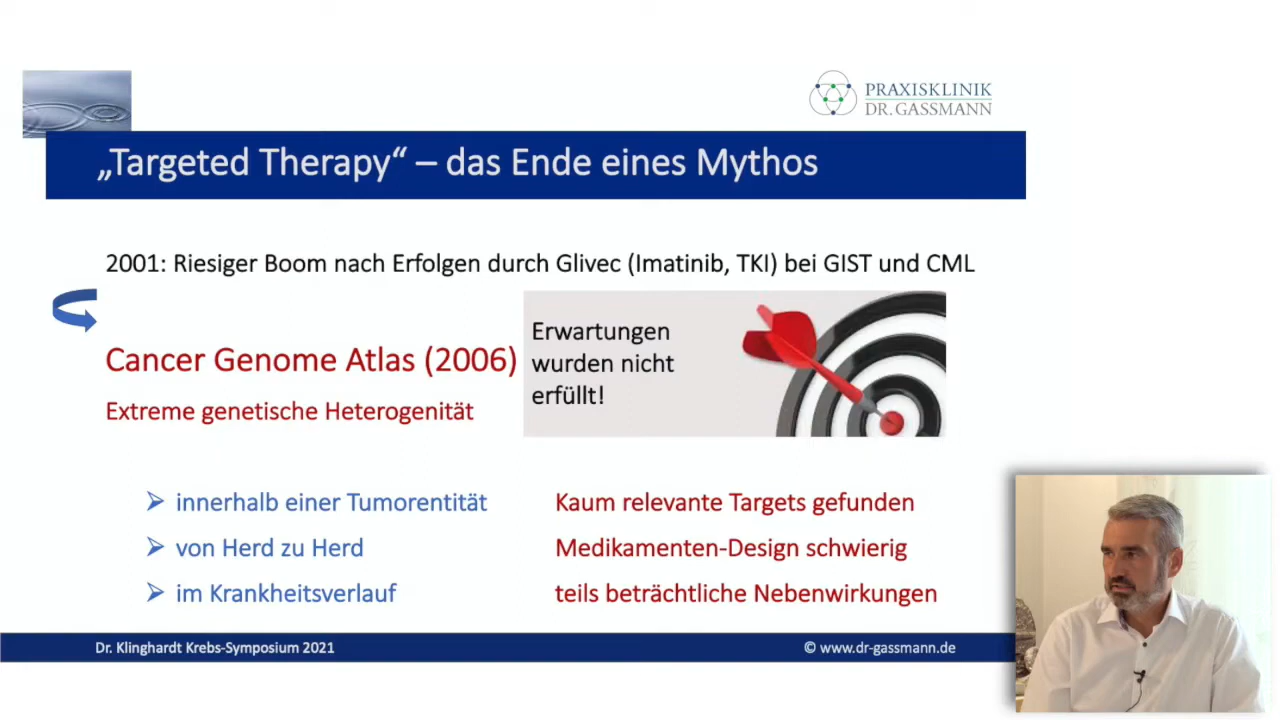 PRAXISKLINIK
DR. GASSMANN
„Targeted Therapy“ – das Ende eines Mythos
2001: Riesiger Boom nach Erfolgen durch Glivec (Imatinib, TKI) bei GIST und CML
Cancer Genome Atlas (2006)
Extreme genetische Heterogenität
Erwartungen
wurden nicht
erfüllt!
innerhalb einer Tumorentität
von Herd zu Herd
im Krankheitsverlauf
Kaum relevante Targets gefunden
Medikamenten-Design schwierig
teils beträchtliche Nebenwirkungen
Dr. Klinghardt Krebs-Symposium 2021
© www.dr-gassmann.de